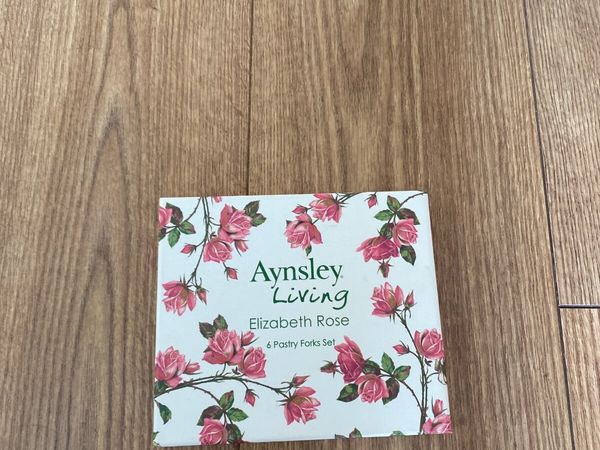 Aynsley
Living
Elizabeth Rose
6 Pastry Forks Set